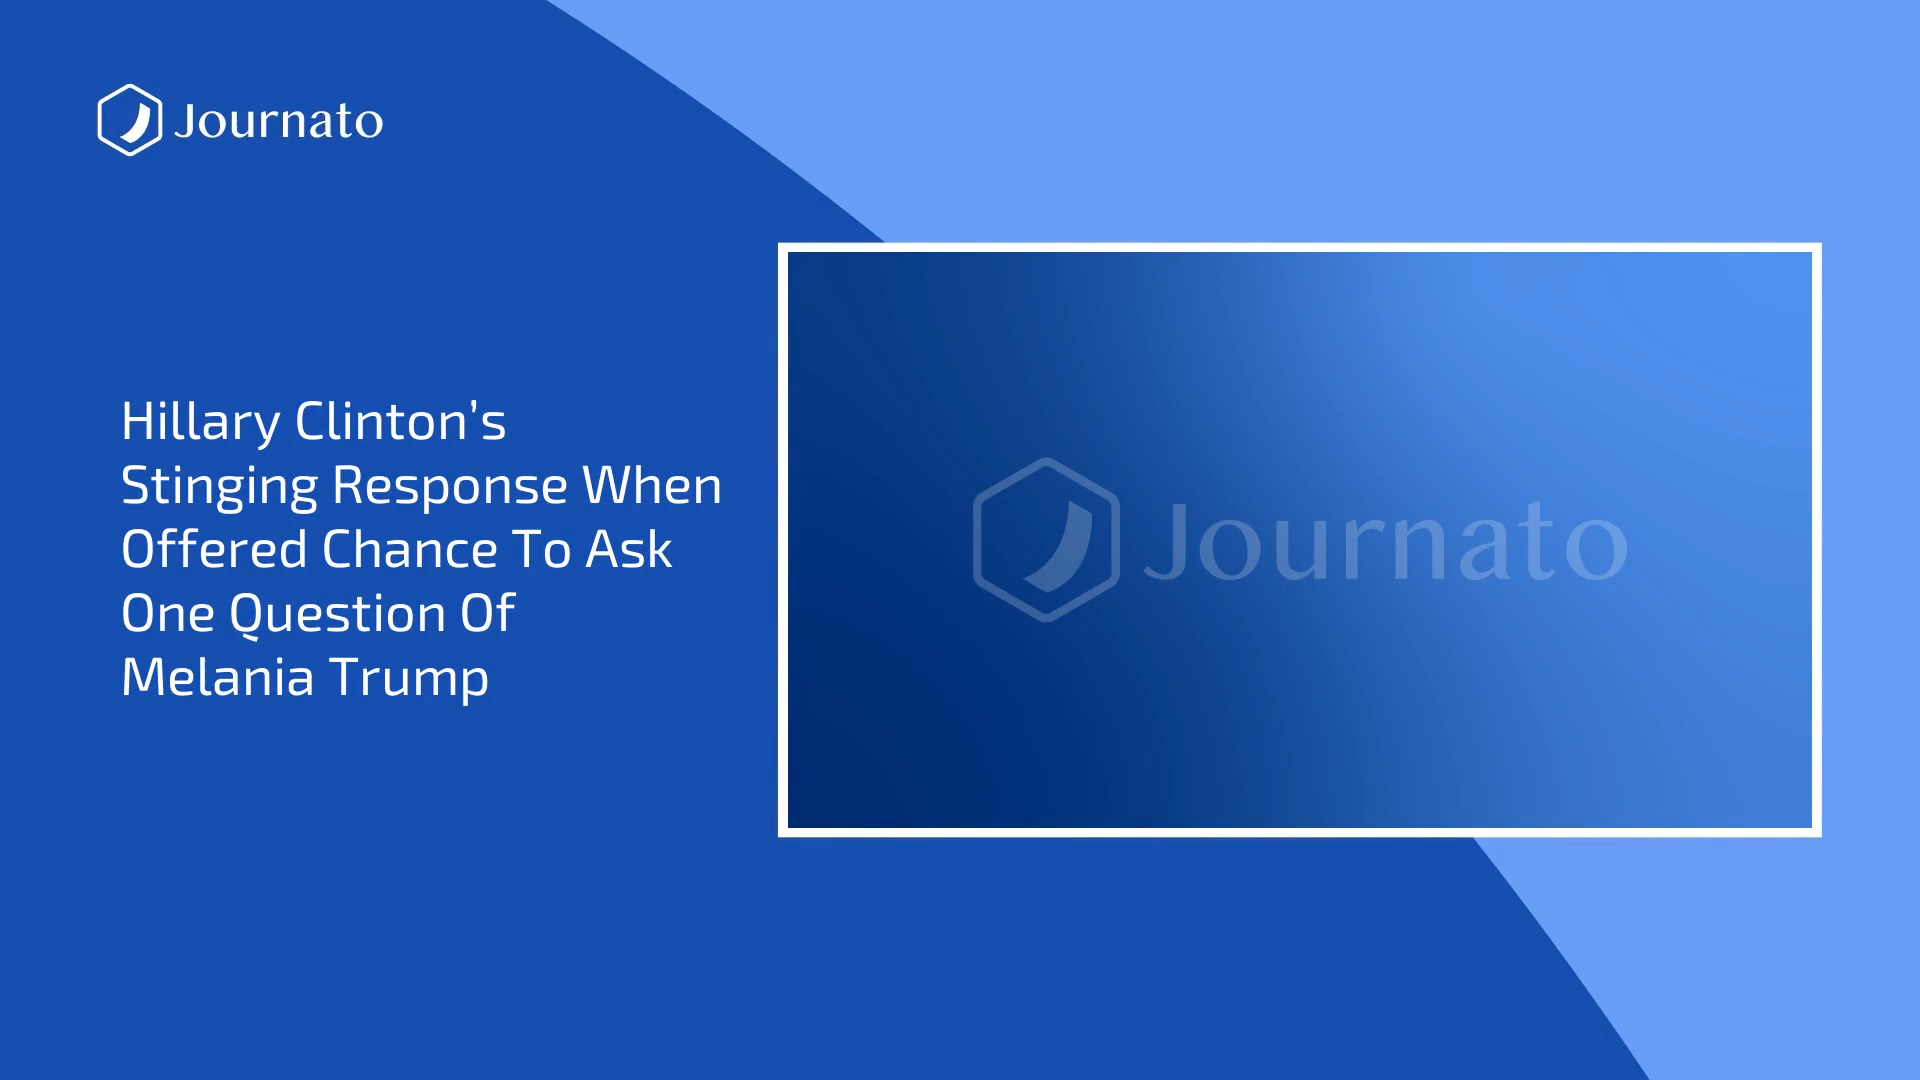 Journato
Hillary Clinton’s
Stinging Response When
Offered Chance To Ask
One Question Of
Melania Trump
Journato